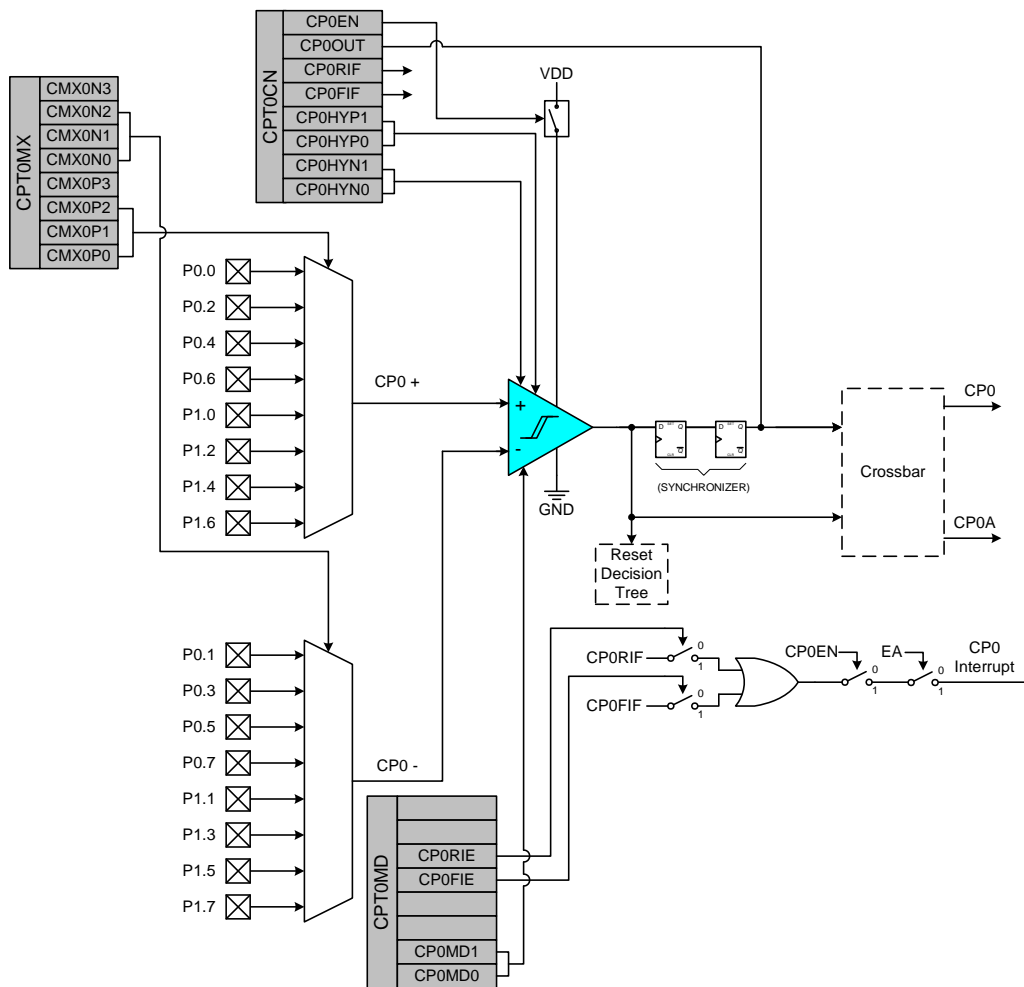 CPT0CN
CP0EN
CP0OUT
CP0RIF
CP0FIF
CP0HYP1
CP0HYP0
CP0HYN1
CP0HYN0
VDD
CPT0MX
CMX0N3
CMX0N2
CMX0N1
CMX0N0
CMX0P3
CMX0P2
CMX0P1
CMX0P0
P0.0
P0.2
P0.4
P0.6
P1.0
P1.2
P1.4
P1.6
CP0 +
+
-
GND
D
Q
Q
D
Q
Q
(SYNCHRONIZER)
Reset
Decision
Tree
Crossbar
CP0
CP0A
P0.1
P0.3
P0.5
P0.7
P1.1
P1.3
P1.5
P1.7
CP0 -
CP0RIF
0
1
CP0FIF
0
1
CP0EN
0
1
EA
0
1
CP0
Interrupt
CPT0MD
CP0RIE
CP0FIE
CP0MD1
CP0MD0